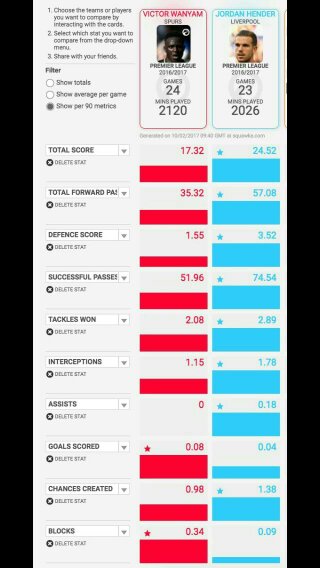 1. Choose the teams or players
you want to compare by
interacting with the cards.
2. Select which stat you want to
compare from the drop-down
menu.
3. Share with your friends.
Filter
Show totals
Show average per game
Show per 90 metrics
VICTOR WANYAM
SPURS
PREMIER LEAGUE
2016/2017
GAMES
24
MINS PLAYED
2120
JORDAN HENDER
LIVERPOOL
PREMIER LEAGUE
2016/2017
GAMES
23
MINS PLAYED
2026
Generated on 10/02/2017 09:40 GMT at squawka.com
TOTAL SCORE 17.32 24.52
DELETE STAT
TOTAL FORWARD PAS 35.32 57.08
DELETE STAT
DEFENCE SCORE 1.55 3.52
DELETE STAT
SUCCESSFUL PASSES 51.96 74.54
DELETE STAT
TACKLES WON 2.08 2.89
DELETE STAT
INTERCEPTIONS 1.15 1.78
DELETE STAT
ASSISTS 0 0.18
DELETE STAT
GOALS SCORED 0.08 0.04
DELETE STAT
CHANCES CREATED 0.98 1.38
DELETE STAT
BLOCKS 0.34 0.09
DELETE STAT